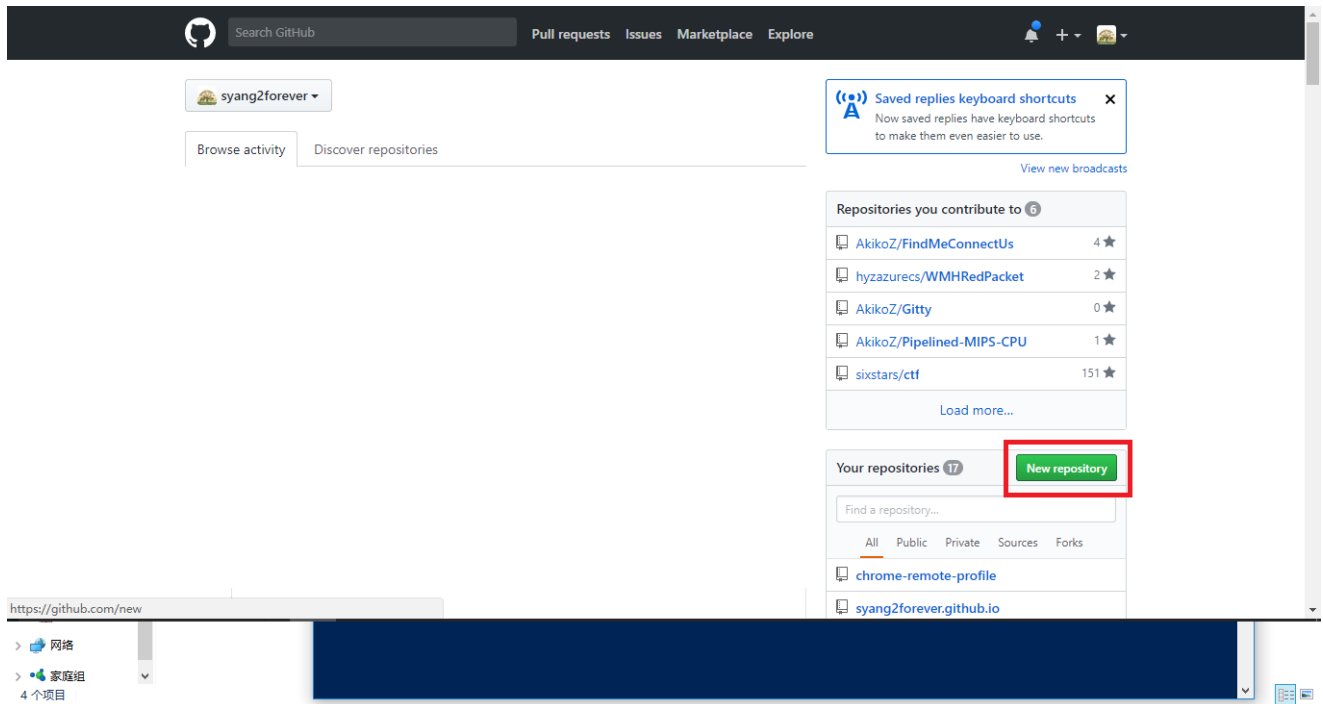 Search GitHub
Pull requests Issues Marketplace Explore
syang2forever
Browse activity Discover repositories
Saved replies keyboard shortcuts
Now saved replies have keyboard shortcuts
to make them even easier to use.
View new broadcasts
Repositories you contribute to 6
AkikoZ/FindMeConnectUs 4
hyzazurecs/WMHRedPacket 2
AkikoZ/Gitty 0
AkikoZ/Pipelined-MIPS-CPU 1
sixstars/ctf 151
Load more...
Your repositories 17 New repository
Find a repository...
All Public Private Sources Forks
chrome-remote-profile
syang2forever.github.io
https://github.com/new
网络
家庭组
4 个项目